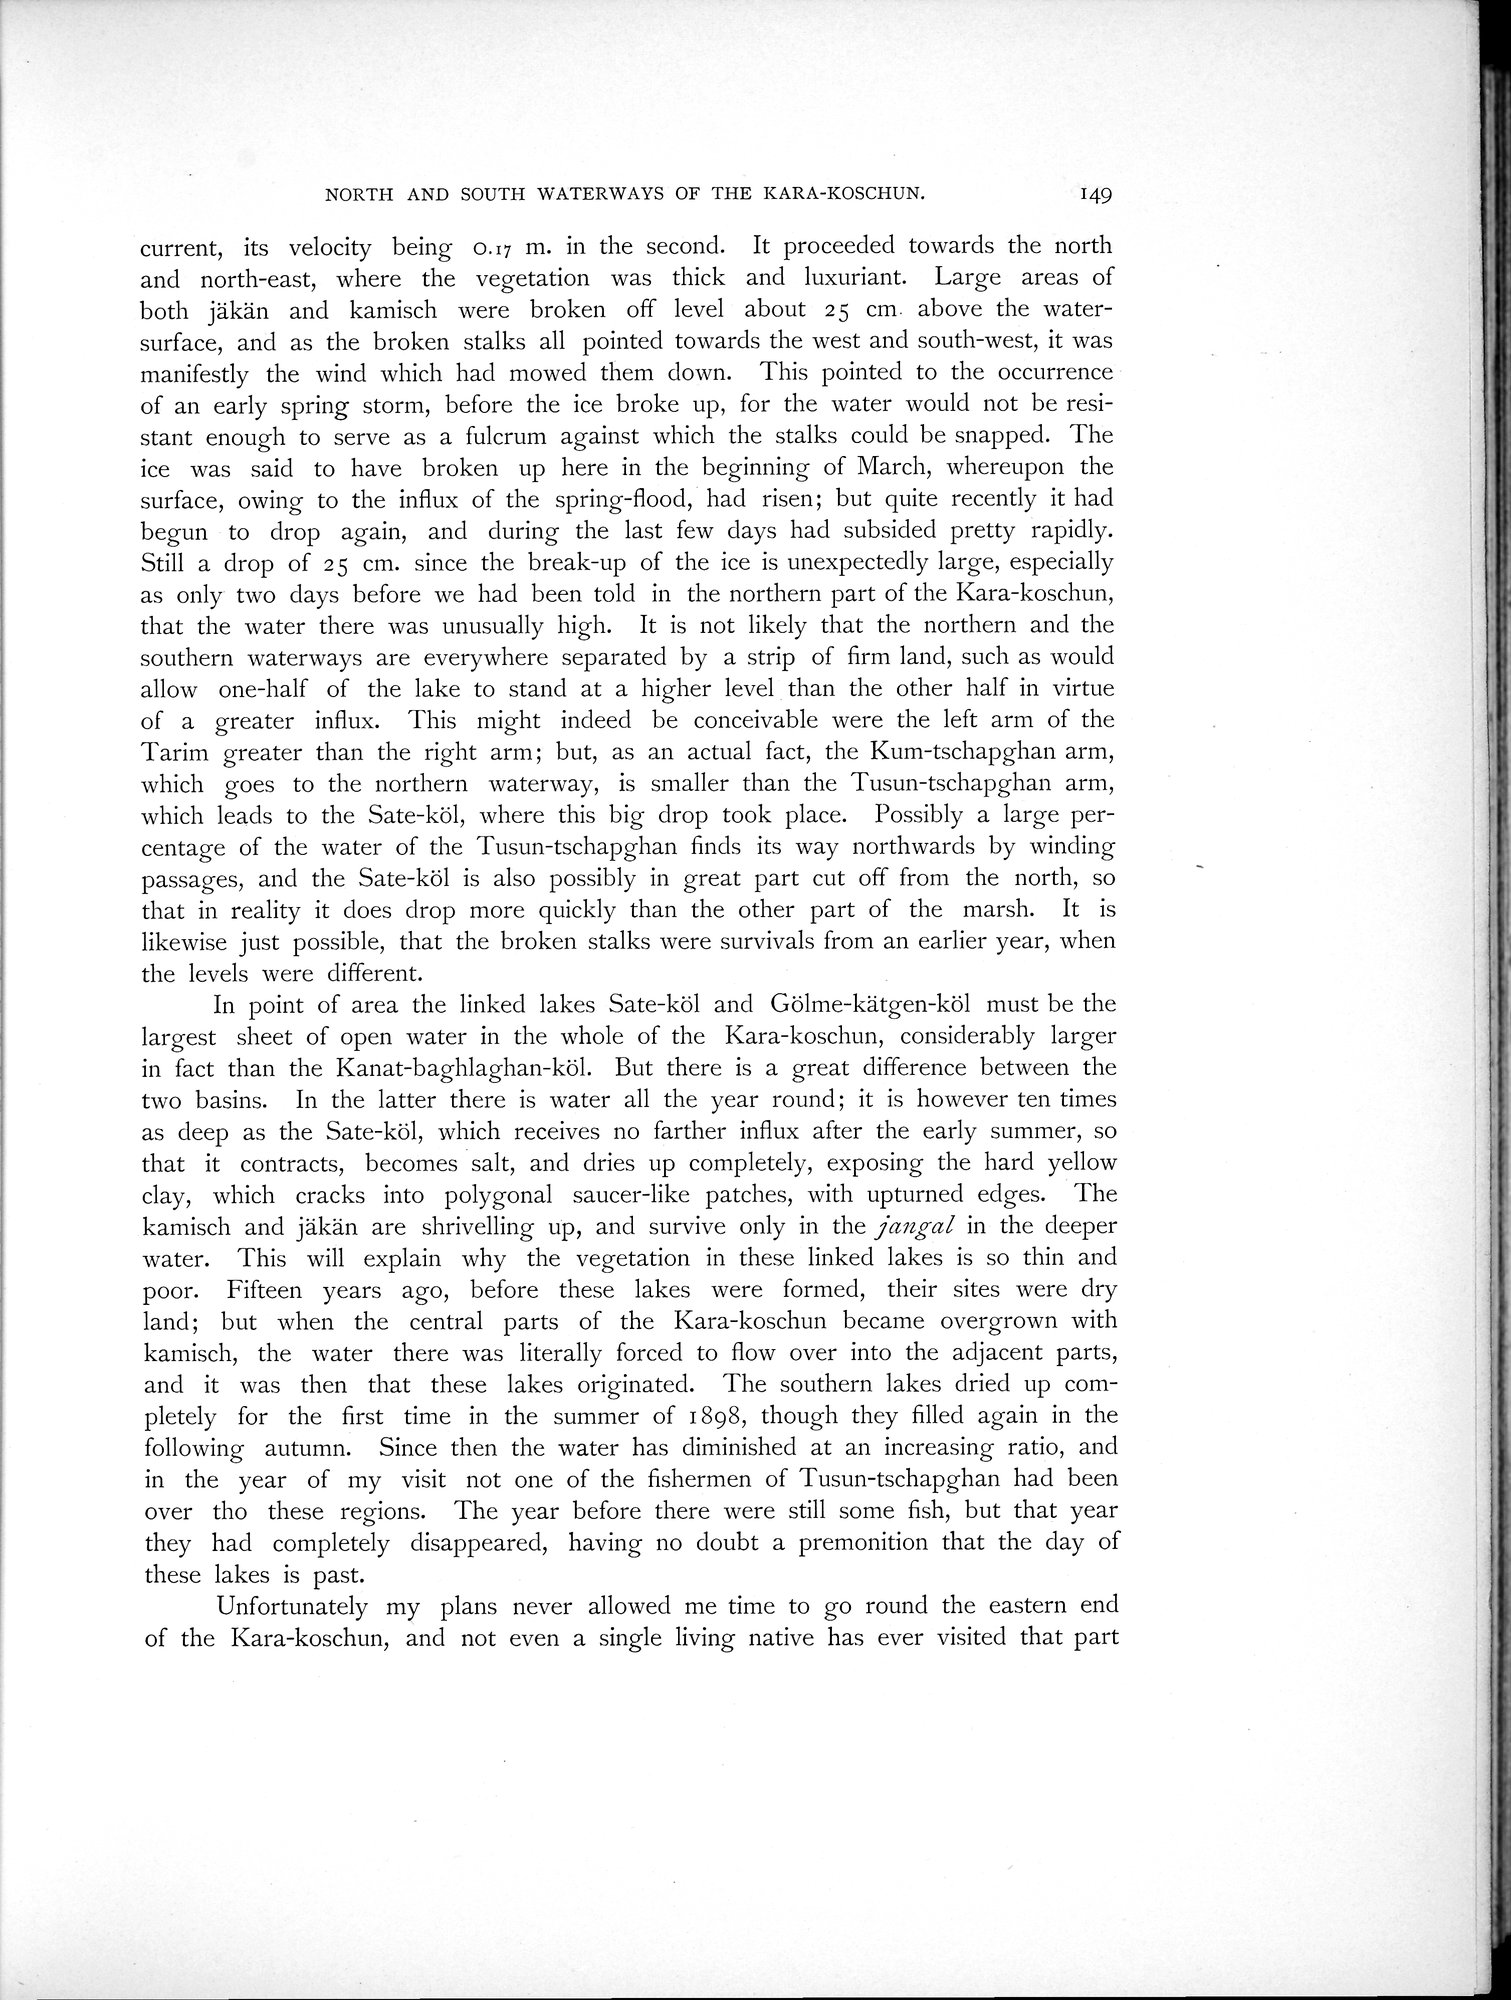 NORTH AND SOUTH WATERWAYS OF THE KARA-KOSCHUN. 149
current, its velocity being 0.17 m. in the second. It proceeded towards the north
and north-east, where the vegetation was thick and luxuriant. Large areas of
both jäkän and kamisch were broken off level about 25 cm. above the water-
surface, and as the broken stalks all pointed towards the west and south-west, it was
manifestly the wind which had mowed them down. This pointed to the occurrence
of an early spring storm, before the ice broke up, for the water would not be resi-
stant enough to serve as a fulcrum against which the stalks could be snapped. The
ice was said to have broken up here in the beginning of March, whereupon the
surface, owing to the influx of the spring-flood, had risen; but quite recently it had
begun to drop again, and during the last few days had subsided pretty rapidly.
Still a drop of 25 cm. since the break-up of the ice is unexpectedly large, especially
as only two days before we had been told in the northern part of the Kara-koschun,
that the water there was unusually high. It is not likely that the northern and the
southern waterways are everywhere separated by a strip of firm land, such as would
allow one-half of the lake to stand at a higher level than the other half in virtue
of a greater influx. This might indeed be conceivable were the left arm of the
Tarim greater than the right arm; but, as an actual fact, the Kum-tschapghan arm,
which goes to the northern waterway, is smaller than the Tusun-tschapghan arm,
which leads to the Sate-köl, where this big drop took place. Possibly a large per-
centage of the water of the Tusun-tschapghan finds its way northwards by winding
passages, and the Sate-köl is also possibly in great part cut off from the north, so
that in reality it does drop more quickly than the other part of the marsh. It is
likewise just possible, that the broken stalks were survivals from an earlier year, when
the levels were different.
In point of area the linked lakes Sate-köl and Gölme-kätgen-köl must be the
largest sheet of open water in the whole of the Kara-koschun, considerably larger
in fact than the Kanat-baghlaghan-köl. But there is a great difference between the
two basins. In the latter there is water all the year round; it is however ten times
as deep as the Sate-köl, which receives no farther influx after the early summer, so
that it contracts, becomes salt, and dries up completely, exposing the hard yellow
clay, which cracks into polygonal saucer-like patches, with upturned edges. The
kamisch and jäkän are shrivelling up, and survive only in the jangal in the deeper
water. This will explain why the vegetation in these linked lakes is so thin and
poor. Fifteen years ago, before these lakes were formed, their sites were dry
land; but when the central parts of the Kara-koschun became overgrown with
kamisch, the water there was literally forced to flow over into the adjacent parts,
and it was then that these lakes originated. The southern lakes dried up com-
pletely for the first time in the summer of 1898, though they filled again in the
following autumn. Since then the water has diminished at an increasing ratio, and
in the year of my visit not one of the fishermen of Tusun-tschapghan had been
over tho these regions. The year before there were still some fish, but that year
they had completely disappeared, having no doubt a premonition that the day of
these lakes is past.
Unfortunately my plans never allowed me time to go round the eastern end
of the Kara-koschun, and not even a single living native has ever visited that part